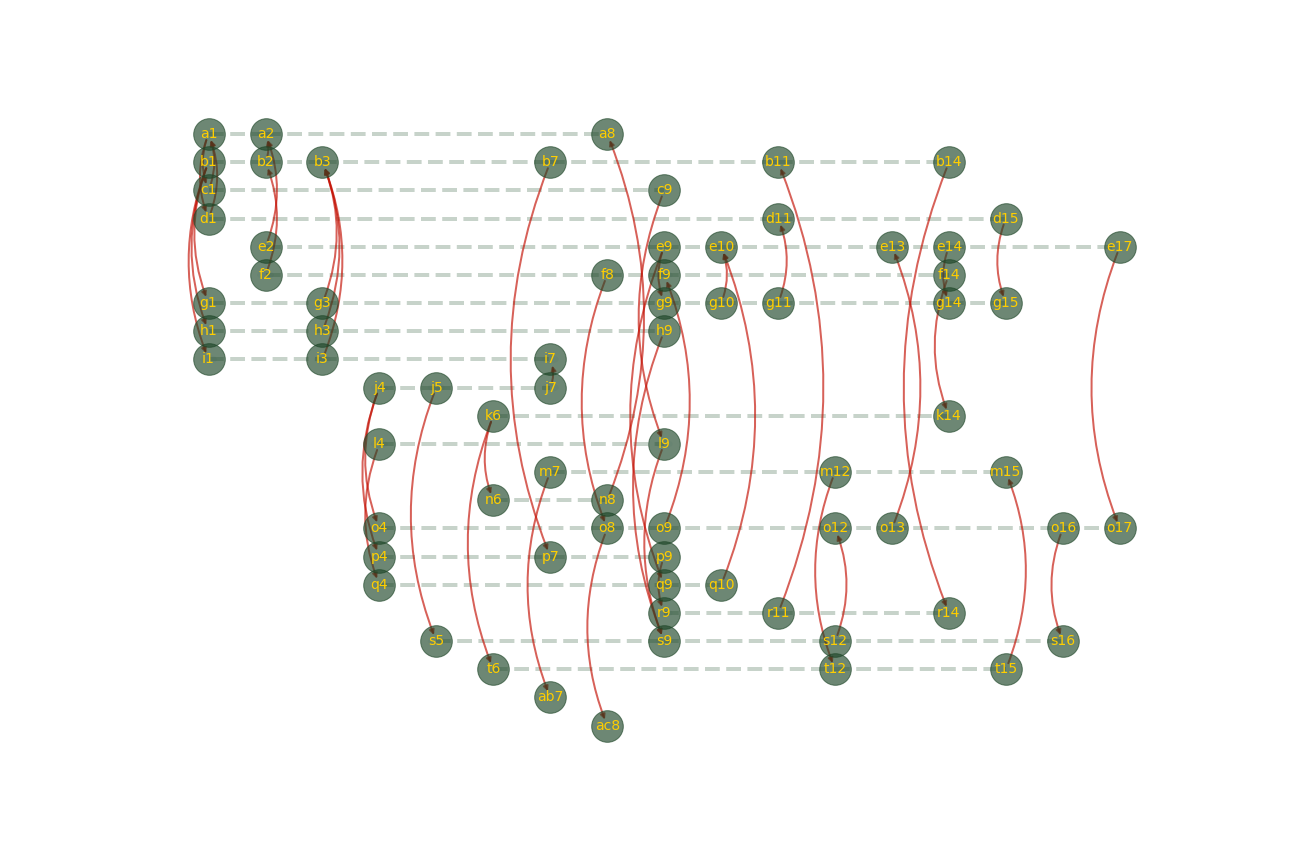 a1 a2 a8
b1 b2 b3 b7 b11 b14
c1 c9
d1 d11 d15
e2 e9 e10 e13 e14 e17
f2 f8 f9 f14
g1 g3 g9 g10 g11 g14 g15
h1 h3 h9
i1 i3 i7
j4 j5 j7
k6 k14
l4 l9
m7 m12 m15
n6 n8
o4 o8 o9 o12 o13 o16 o17
p4 p7 p9
q4 q9 q10
r9 r11 r14
s5 s9 s12 s16
t6 t12 t15
ab7
ac8